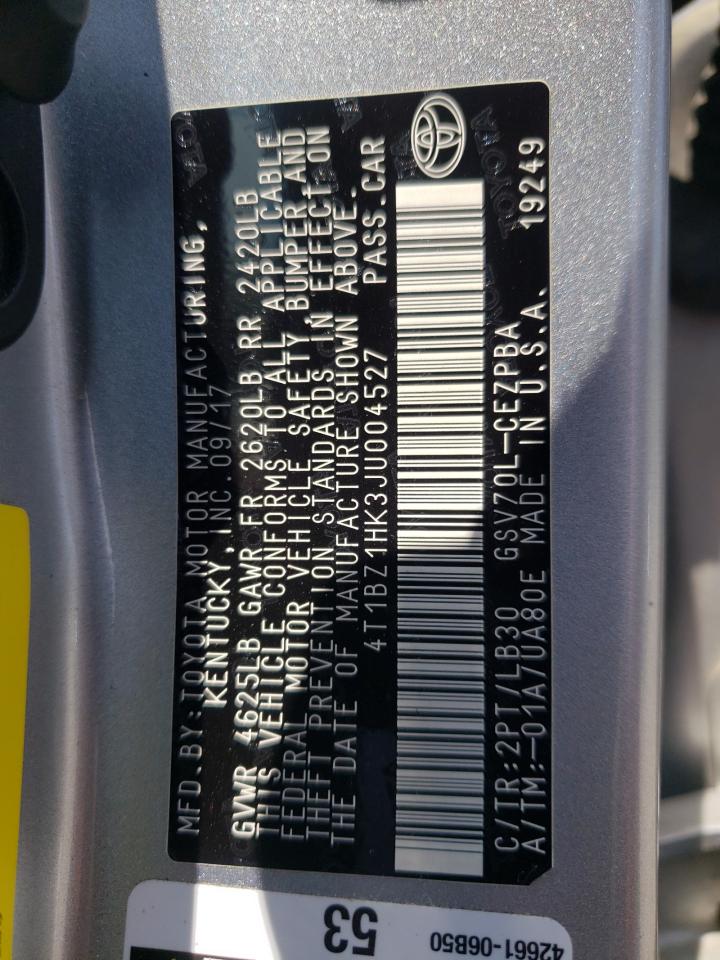 MFD.BY:TOYOTA MOTOR MANUFACTURING,
KENTUCKY, INC. 09/17
GVWR 4625LB GAWR FR 2620LB RR 2420LB
THIS VEHICLE CONFORMS TO ALL APPLICABLE
FEDERAL MOTOR VEHICLE SAFETY, BUMPER, AND
THEFT PREVENTION STANDARDS IN EFFECT ON
THE DATE OF MANUFACTURE SHOWN ABOVE.
4T1BZ1HK3JU004527 PASS.CAR
C/TR:2PT/LB30 GSV70L-CEZPBA
A/TM:-01A/UA80E MADE IN U.S.A. 19249
TOYOTA
53
42661-06B50